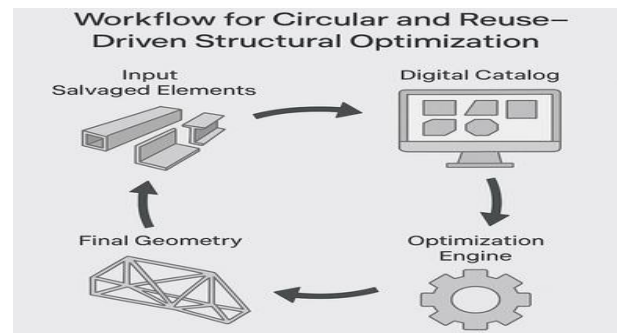 Workflow for Circular and Reuse–
Driven Structural Optimization
Input
Salvaged Elements
Digital Catalog
Final Geometry
Optimization
Engine